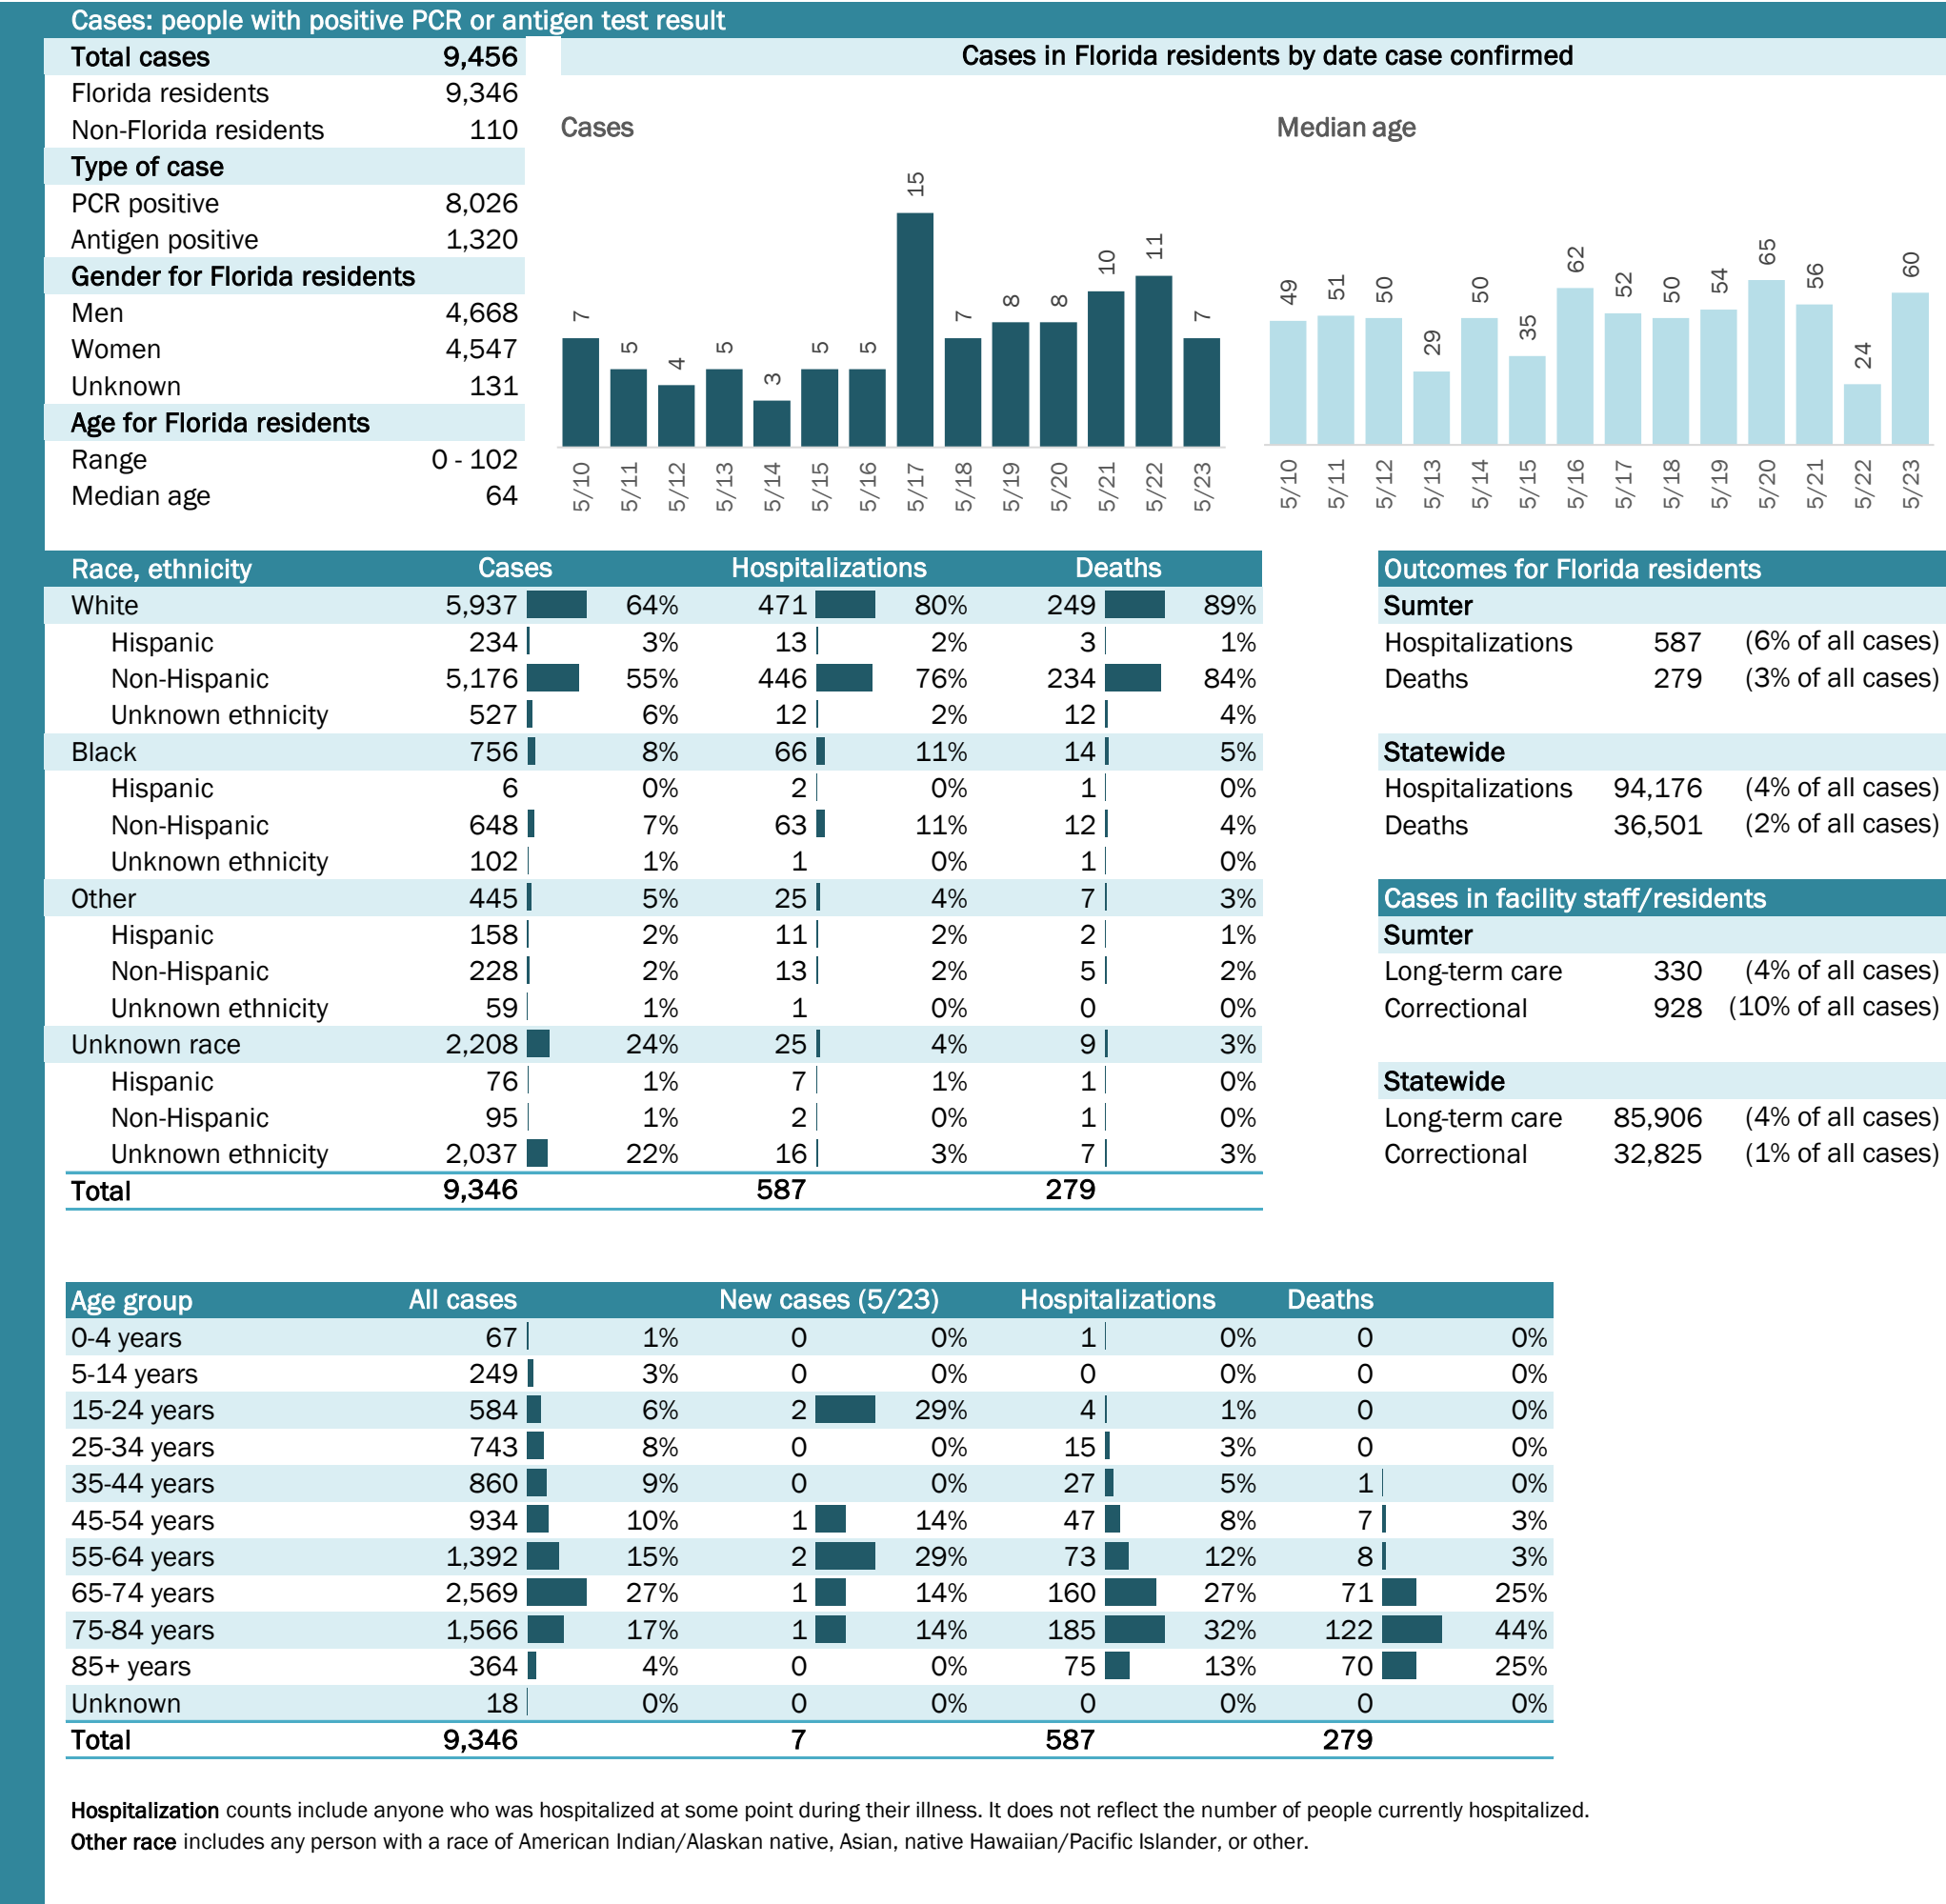 Cases: people with positive PCR or antigen test result
Total cases 9,456
Florida residents 9,346
Non-Florida residents 110
Type of case
PCR positive 8,026
Antigen positive 1,320
Gender for Florida residents
Men 4,668
Women 4,547
Unknown 131
Age for Florida residents
Range 0 - 102
Median age 64
Cases in Florida residents by date case confirmed
Cases
7 5 4 5 3 5 5 15 7 8 8 10 11 7
5/10 5/11 5/12 5/13 5/14 5/15 5/16 5/17 5/18 5/19 5/20 5/21 5/22 5/23
Median age
49 51 50 29 50 35 62 52 50 54 65 56 24 60
5/10 5/11 5/12 5/13 5/14 5/15 5/16 5/17 5/18 5/19 5/20 5/21 5/22 5/23
Race, ethnicity Cases Hospitalizations Deaths
White 5,937 64% 471 80% 249 89%
Hispanic 234 3% 13 2% 3 1%
Non-Hispanic 5,176 55% 446 76% 234 84%
Unknown ethnicity 527 6% 12 2% 12 4%
Black 756 8% 66 11% 14 5%
Hispanic 6 0% 2 0% 1 0%
Non-Hispanic 648 7% 63 11% 12 4%
Unknown ethnicity 102 1% 1 0% 1 0%
Other 445 5% 25 4% 7 3%
Hispanic 158 2% 11 2% 2 1%
Non-Hispanic 228 2% 13 2% 5 2%
Unknown ethnicity 59 1% 1 0% 0 0%
Unknown race 2,208 24% 25 4% 9 3%
Hispanic 76 1% 7 1% 1 0%
Non-Hispanic 95 1% 2 0% 1 0%
Unknown ethnicity 2,037 22% 16 3% 7 3%
Total 9,346 587 279
Outcomes for Florida residents
Sumter
Hospitalizations 587 (6% of all cases)
Deaths 279 (3% of all cases)
Statewide
Hospitalizations 94,176 (4% of all cases)
Deaths 36,501 (2% of all cases)
Cases in facility staff/residents
Sumter
Long-term care 330 (4% of all cases)
Correctional 928 (10% of all cases)
Statewide
Long-term care 85,906 (4% of all cases)
Correctional 32,825 (1% of all cases)
Age group All cases New cases (5/23) Hospitalizations Deaths
0-4 years 67 1% 0 0% 1 0% 0 0%
5-14 years 249 3% 0 0% 0 0% 0 0%
15-24 years 584 6% 2 29% 4 1% 0 0%
25-34 years 743 8% 0 0% 15 3% 0 0%
35-44 years 860 9% 0 0% 27 5% 1 0%
45-54 years 934 10% 1 14% 47 8% 7 3%
55-64 years 1,392 15% 2 29% 73 12% 8 3%
65-74 years 2,569 27% 1 14% 160 27% 71 25%
75-84 years 1,566 17% 1 14% 185 32% 122 44%
85+ years 364 4% 0 0% 75 13% 70 25%
Unknown 18 0% 0 0% 0 0% 0 0%
Total 9,346 7 587 279
Hospitalization counts include anyone who was hospitalized at some point during their illness. It does not reflect the number of people currently hospitalized.
Other race includes any person with a race of American Indian/Alaskan native, Asian, native Hawaiian/Pacific Islander, or other.